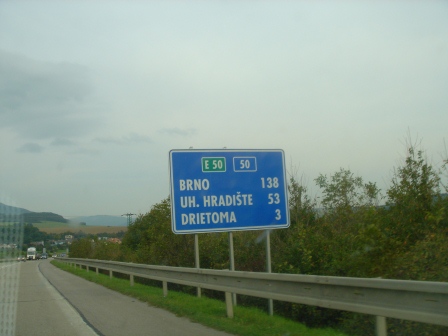 E 50 50
BRNO 138
UH. HRADIŠTE 53
DRIETOMA 3